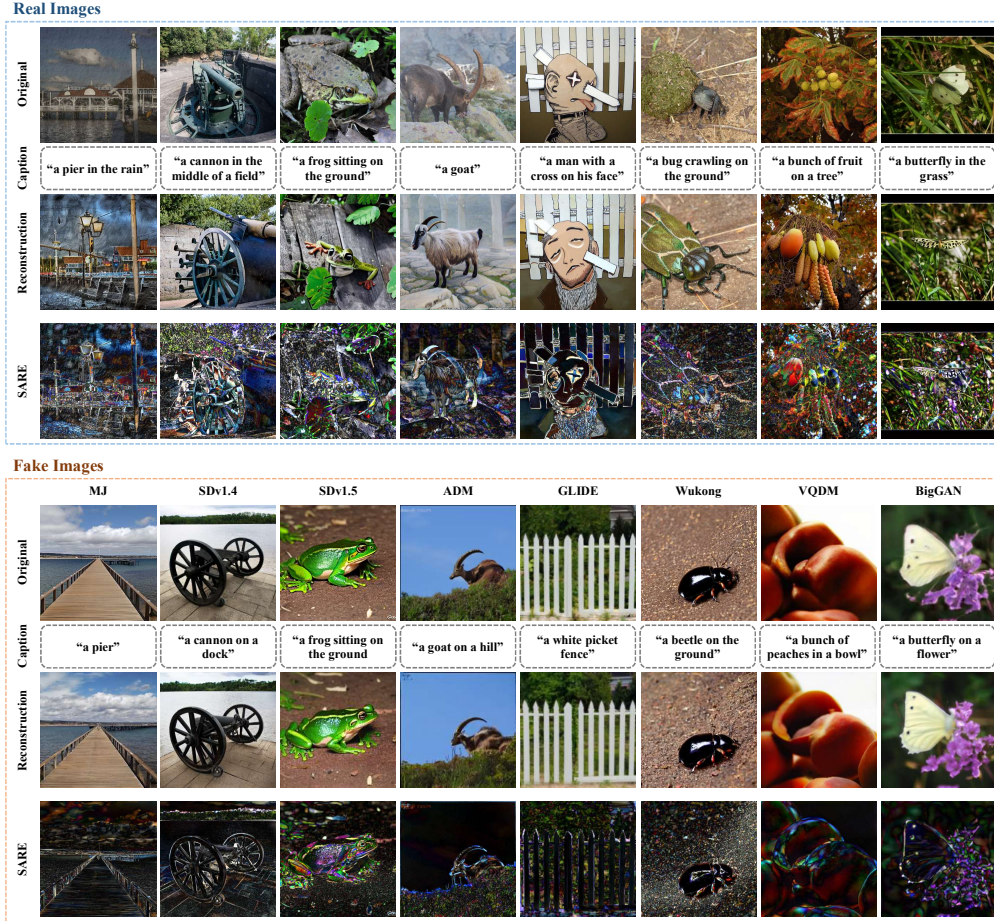 Real Images
Original
Caption
"a pier in the rain"
"a cannon in the
middle of a field"
"a frog sitting on
the ground"
"a goat"
"a man with a
cross on his face"
"a bug crawling on
the ground"
"a bunch of fruit
on a tree"
"a butterfly in the
grass"
Reconstruction
SARE
Fake Images
MJ
SDv1.4
SDv1.5
ADM
GLIDE
Wukong
VQDM
BigGAN
Original
Caption
"a pier"
"a cannon on a
dock"
"a frog sitting on
the ground
"a goat on a hill"
"a white picket
fence"
"a beetle on the
ground"
"a bunch of
peaches in a bowl"
"a butterfly on a
flower"
Reconstruction
SARE